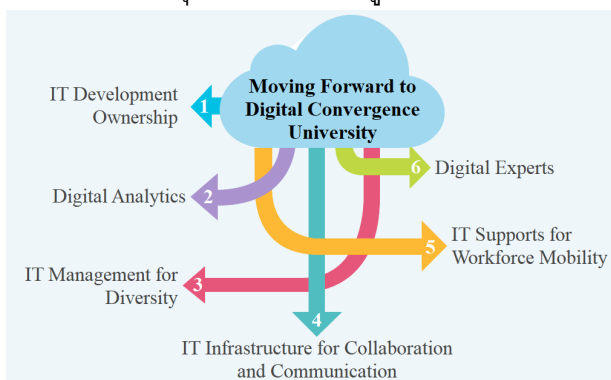 Moving Forward to
Digital Convergence
University
1
IT Development
Ownership
2
Digital Analytics
3
IT Management for
Diversity
4
IT Infrastructure for Collaboration
and Communication
5
IT Supports for
Workforce Mobility
6
Digital Experts